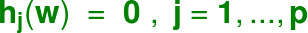 hⱼ(w) = 0 , j = 1,...,p